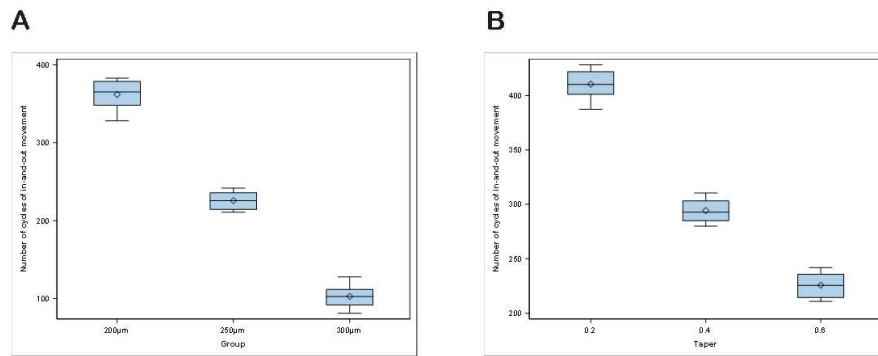 A
B
Number of cycles of in-and-out movement
400
300
200
100
200µm
250µm
300µm
Group
Number of cycles of in-and-out movement
400
350
300
250
200
0.2
0.4
0.6
Taper